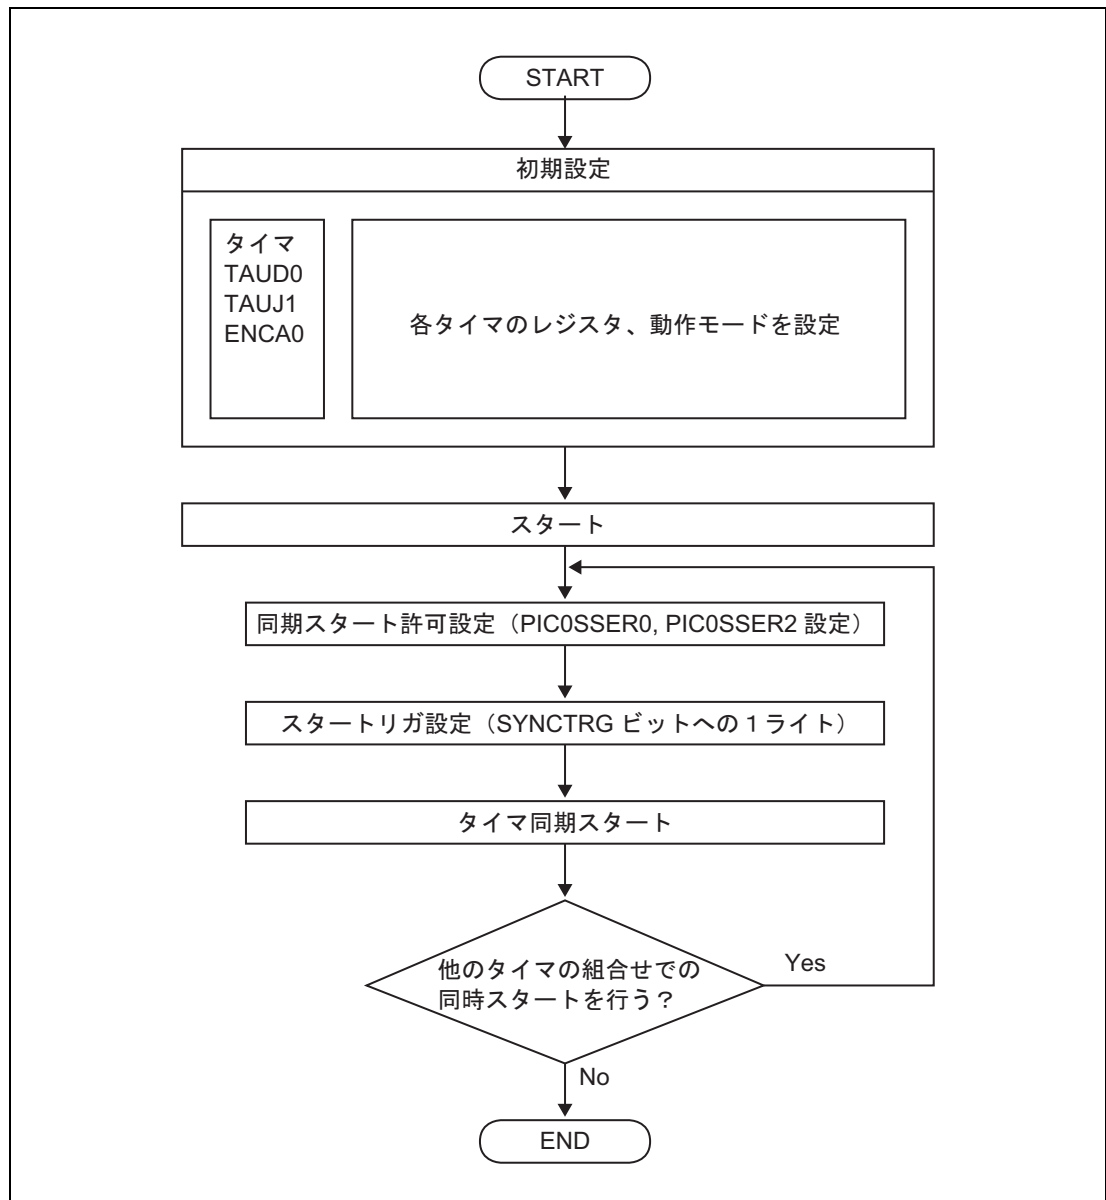 START
初期設定
タイマ
TAUD0
TAUJ1
ENCA0
各タイマのレジスタ、動作モードを設定
スタート
同期スタート許可設定（PIC0SSER0, PIC0SSER2 設定）
スタートリガ設定（SYNCTRG ビットへの 1 ライト）
タイマ同期スタート
他のタイマの組合せでの
同時スタートを行う？
Yes
No
END